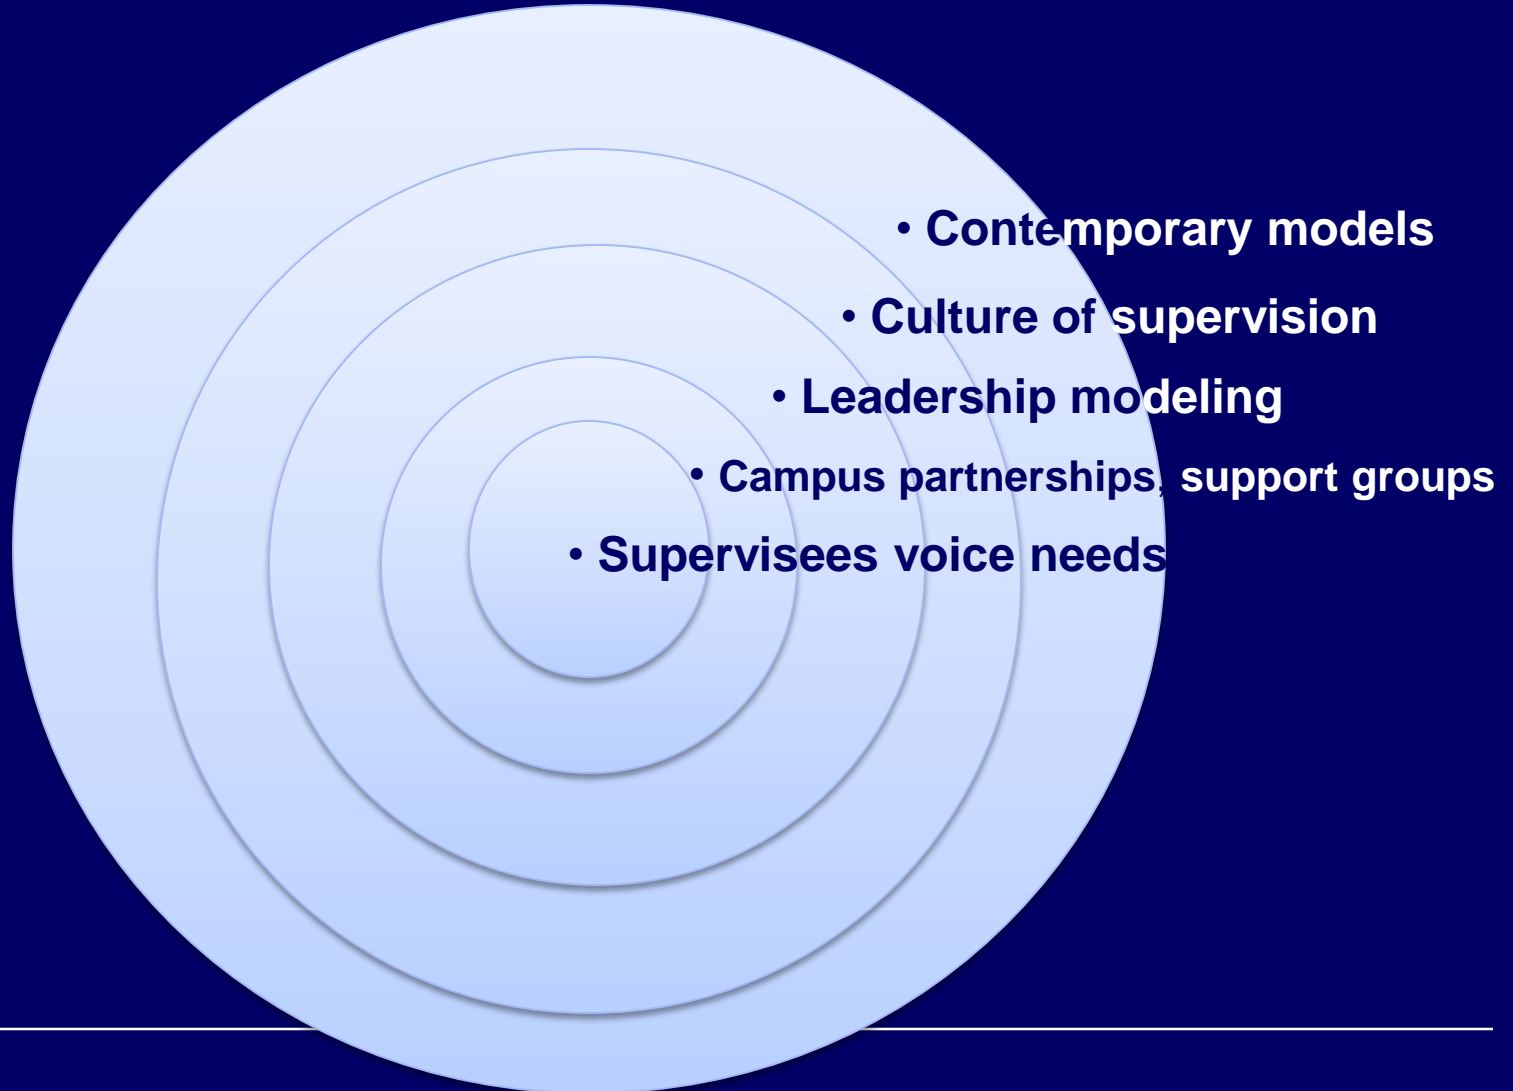 • Contemporary models
• Culture of supervision
• Leadership modeling
• Campus partnerships, support groups
• Supervisees voice needs